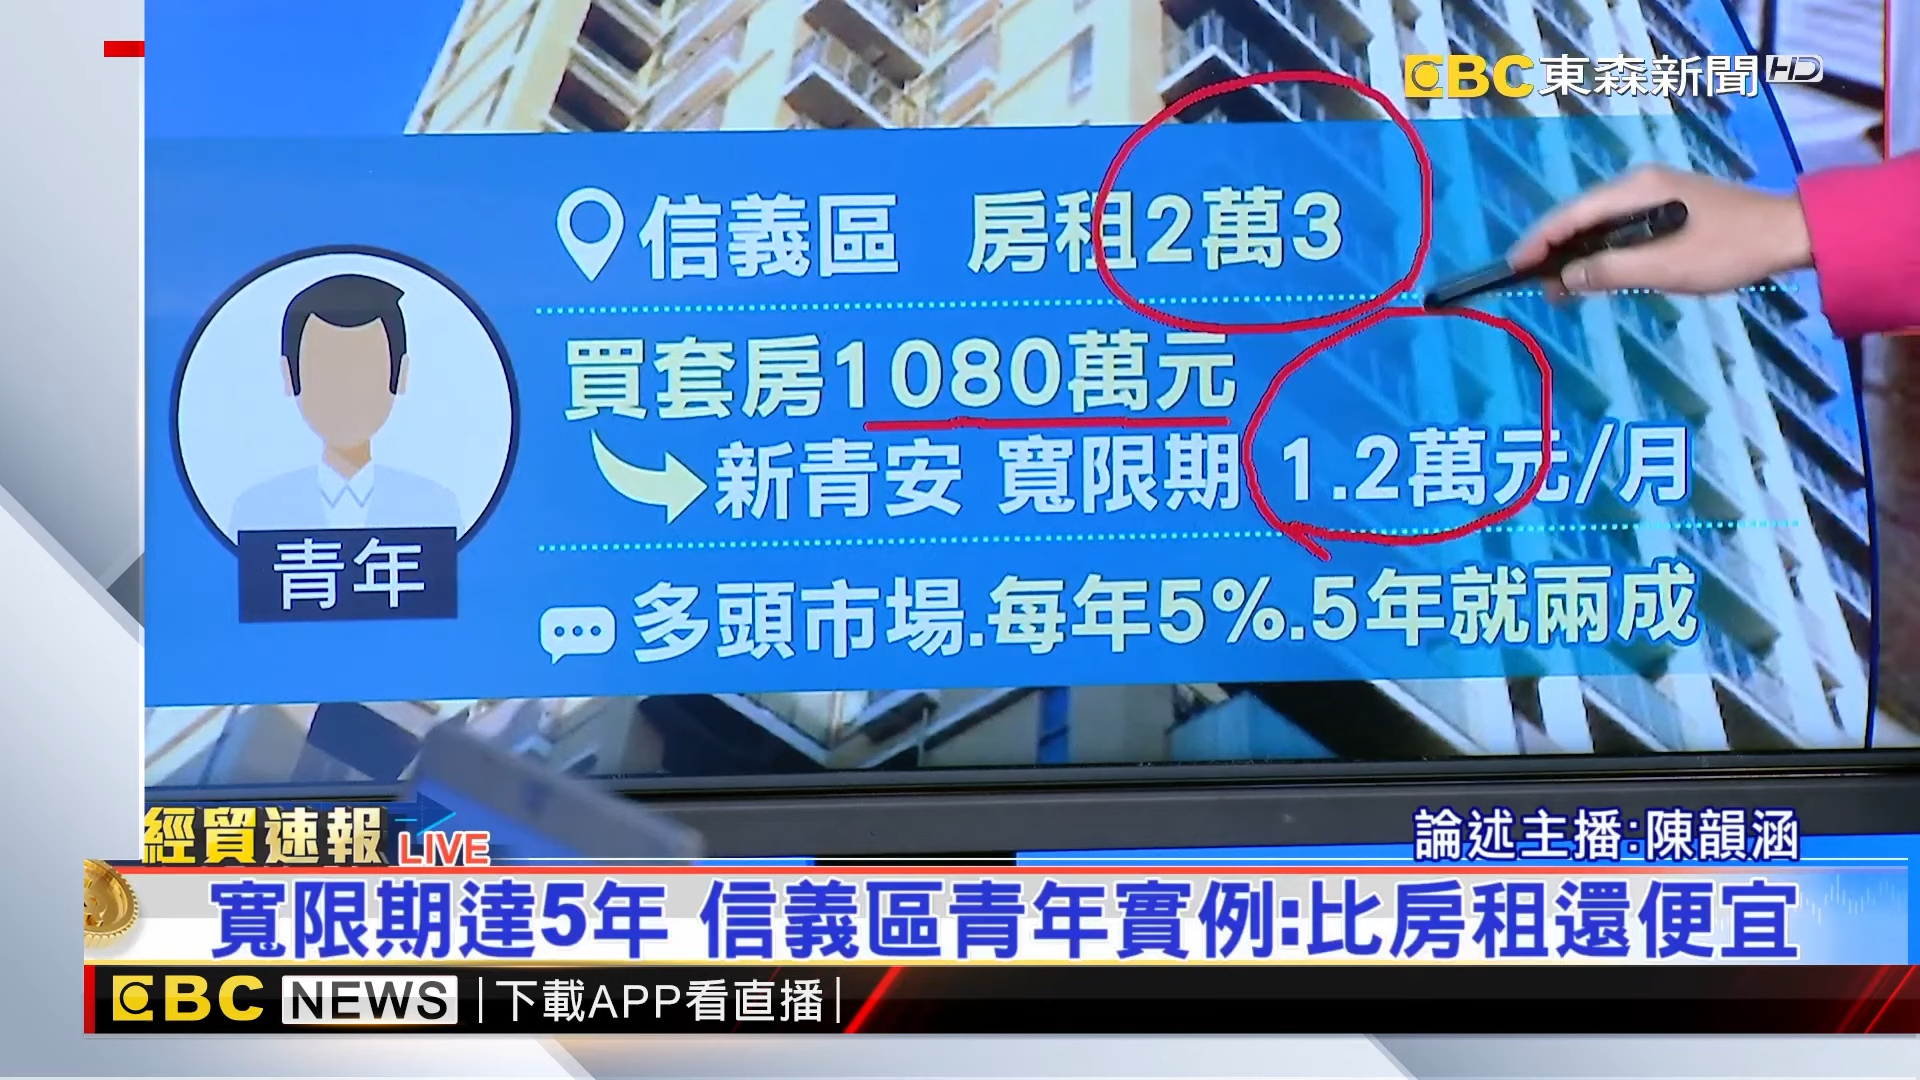 EBC東森新聞HD
信義區 房租2萬3
買套房1080萬元
新青安 寬限期 1.2萬元/月
青年
多頭市場.每年5%.5年就兩成
經貿速報 LIVE
論述主播:陳韻涵
寬限期達5年 信義區青年實例:比房租還便宜
EBC NEWS 下載APP看直播